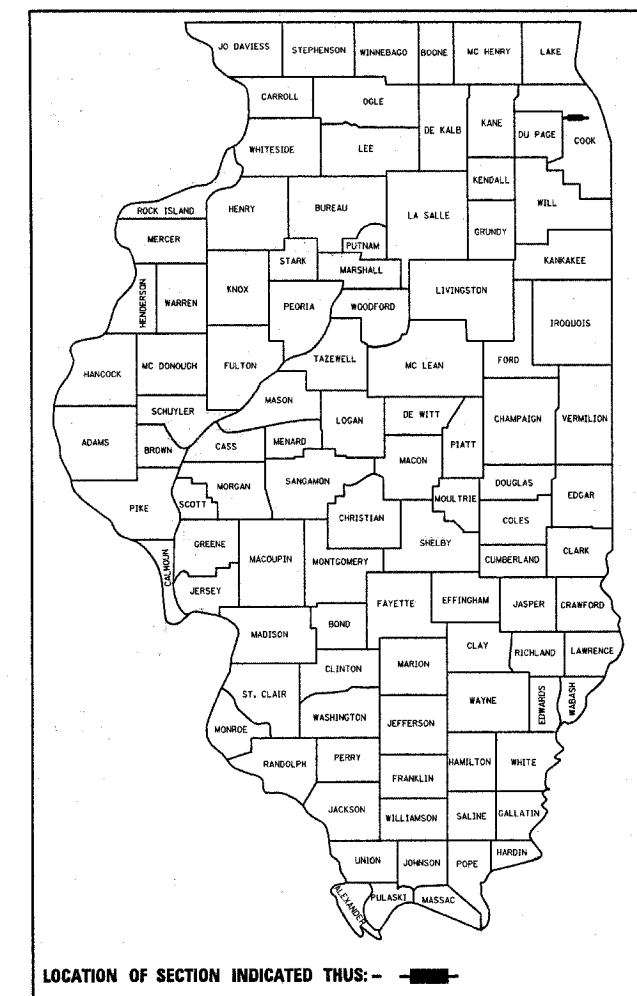 JO DAVIESS STEPHENSON WINNEBAGO BOONE MC HENRY LAKE
CARROLL OGLE DE KALB KANE DU PAGE COOK
WHITESIDE LEE
KENDALL WILL
ROCK ISLAND HENRY BUREAU LA SALLE GRUNDY
MERCER PUTNAM
STARK MARSHALL KANKAKEE
HENDERSON WARREN KNOX PEORIA WOODFORD LIVINGSTON IROQUOIS
HANCOCK MC DONOUGH FULTON TAZEWELL MC LEAN FORD
MASON
SCHUYLER LOGAN DE WITT CHAMPAIGN VERMILION
ADAMS BROWN CASS MENARD MACON PIATT
MORGAN SANGAMON MOULTRIE DOUGLAS EDGAR
PIKE SCOTT CHRISTIAN COLES
GREENE MACOUPIN MONTGOMERY SHELBY CUMBERLAND CLARK
CALHOUN JERSEY
FAYETTE EFFINGHAM JASPER CRAWFORD
MADISON BOND
CLAY RICHLAND LAWRENCE
CLINTON MARION
ST. CLAIR WAYNE EDWARDS WABASH
MONROE WASHINGTON JEFFERSON
RANDOLPH PERRY HAMILTON WHITE
FRANKLIN
JACKSON WILLIAMSON SALINE GALLATIN
UNION JOHNSON POPE HARDIN
ALEXANDER PULASKI MASSAC
LOCATION OF SECTION INDICATED THUS: -